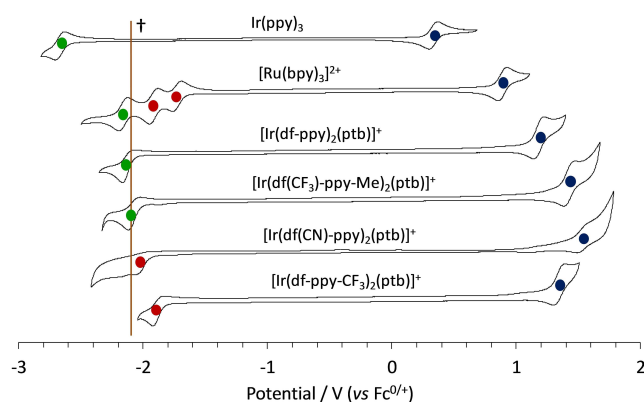 †
Ir(ppy)₃
[Ru(bpy)₃]²⁺
[Ir(df-ppy)₂(ptb)]⁺
[Ir(df(CF₃)-ppy-Me)₂(ptb)]⁺
[Ir(df(CN)-ppy)₂(ptb)]⁺
[Ir(df-ppy-CF₃)₂(ptb)]⁺
-3 -2 -1 0 1 2
Potential / V (vs Fc⁰ᐟ⁺)